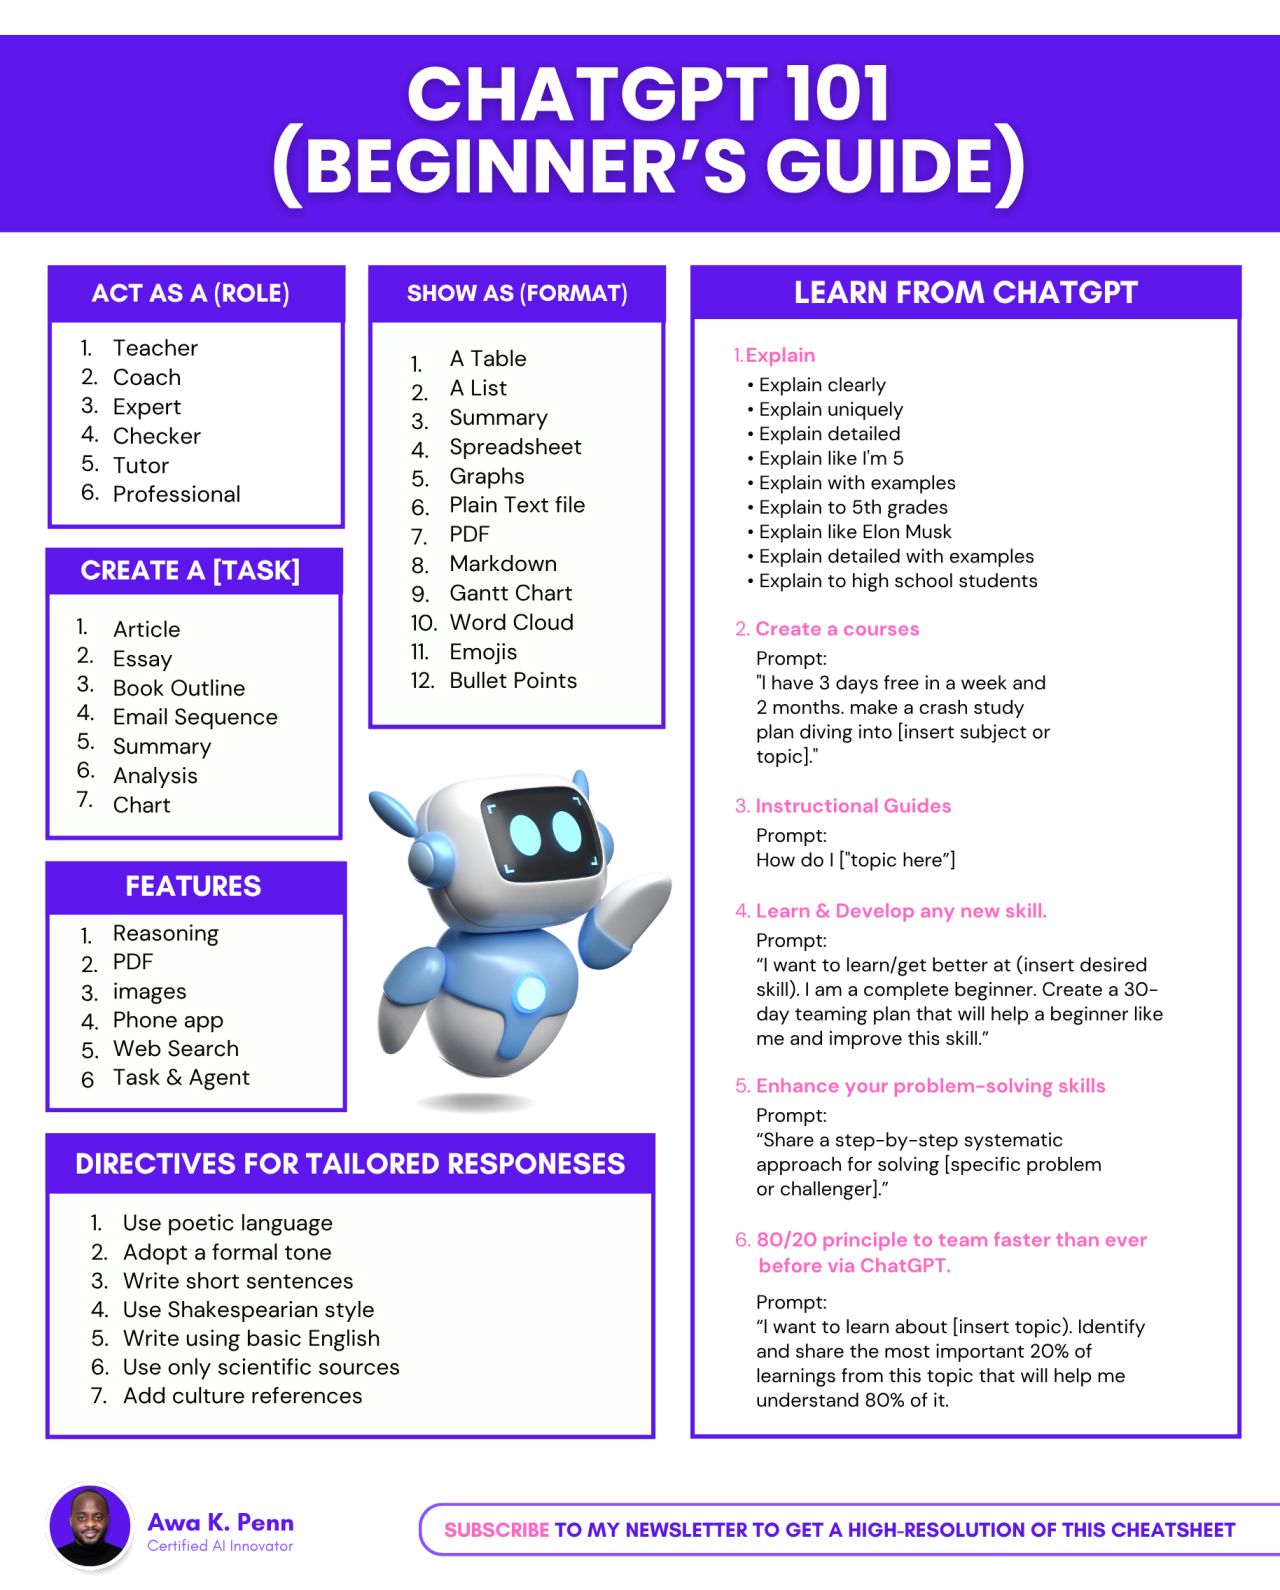 CHATGPT 101
(BEGINNER’S GUIDE)
ACT AS A (ROLE)
1. Teacher
2. Coach
3. Expert
4. Checker
5. Tutor
6. Professional
CREATE A [TASK]
1. Article
2. Essay
3. Book Outline
4. Email Sequence
5. Summary
6. Analysis
7. Chart
FEATURES
1. Reasoning
2. PDF
3. images
4. Phone app
5. Web Search
6 Task & Agent
SHOW AS (FORMAT)
1. A Table
2. A List
3. Summary
4. Spreadsheet
5. Graphs
6. Plain Text file
7. PDF
8. Markdown
9. Gantt Chart
10. Word Cloud
11. Emojis
12. Bullet Points
DIRECTIVES FOR TAILORED RESPONESES
1. Use poetic language
2. Adopt a formal tone
3. Write short sentences
4. Use Shakespearian style
5. Write using basic English
6. Use only scientific sources
7. Add culture references
LEARN FROM CHATGPT
1. Explain
• Explain clearly
• Explain uniquely
• Explain detailed
• Explain like I'm 5
• Explain with examples
• Explain to 5th grades
• Explain like Elon Musk
• Explain detailed with examples
• Explain to high school students
2. Create a courses
Prompt:
"I have 3 days free in a week and
2 months. make a crash study
plan diving into [insert subject or
topic]."
3. Instructional Guides
Prompt:
How do I ["topic here”]
4. Learn & Develop any new skill.
Prompt:
“I want to learn/get better at (insert desired
skill). I am a complete beginner. Create a 30-
day teaming plan that will help a beginner like
me and improve this skill.”
5. Enhance your problem-solving skills
Prompt:
“Share a step-by-step systematic
approach for solving [specific problem
or challenger].”
6. 80/20 principle to team faster than ever
before via ChatGPT.
Prompt:
“I want to learn about [insert topic). Identify
and share the most important 20% of
learnings from this topic that will help me
understand 80% of it.
Awa K. Penn
Certified AI Innovator
SUBSCRIBE TO MY NEWSLETTER TO GET A HIGH-RESOLUTION OF THIS CHEATSHEET